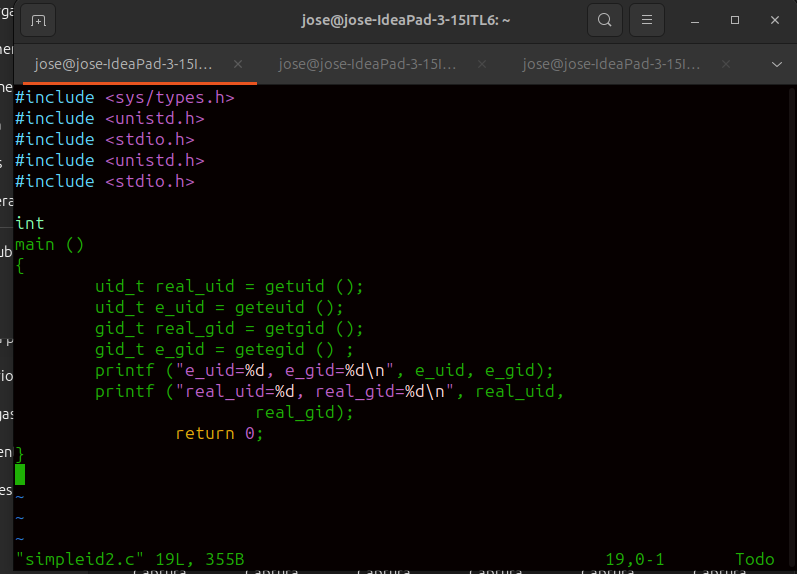 jose@jose-IdeaPad-3-15ITL6: ~
jose@jose-IdeaPad-3-15I... jose@jose-IdeaPad-3-15I... jose@jose-IdeaPad-3-15I...
#include <sys/types.h>
#include <unistd.h>
#include <stdio.h>
#include <unistd.h>
#include <stdio.h>
int
main ()
{
uid_t real_uid = getuid ();
uid_t e_uid = geteuid ();
gid_t real_gid = getgid ();
gid_t e_gid = getegid () ;
printf ("e_uid=%d, e_gid=%d\n", e_uid, e_gid);
printf ("real_uid=%d, real_gid=%d\n", real_uid,
real_gid);
return 0;
}
~
~
~
"simpleid2.c" 19L, 355B 19,0-1 Todo